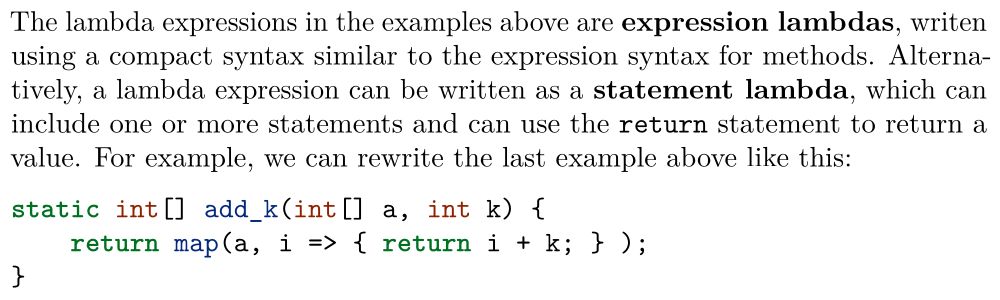 The lambda expressions in the examples above are expression lambdas, writen
using a compact syntax similar to the expression syntax for methods. Alterna-
tively, a lambda expression can be written as a statement lambda, which can
include one or more statements and can use the return statement to return a
value. For example, we can rewrite the last example above like this:
static int[] add_k(int[] a, int k) {
    return map(a, i => { return i + k; } );
}